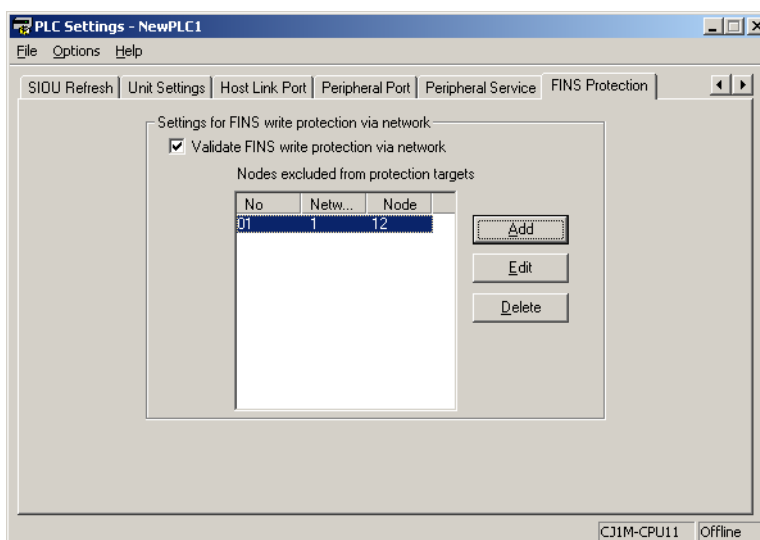 PLC Settings - NewPLC1
File Options Help
SIOU Refresh Unit Settings Host Link Port Peripheral Port Peripheral Service FINS Protection
Settings for FINS write protection via network
Validate FINS write protection via network
Nodes excluded from protection targets
No Netw... Node
01 1 12
Add
Edit
Delete
CJ1M-CPU11 Offline